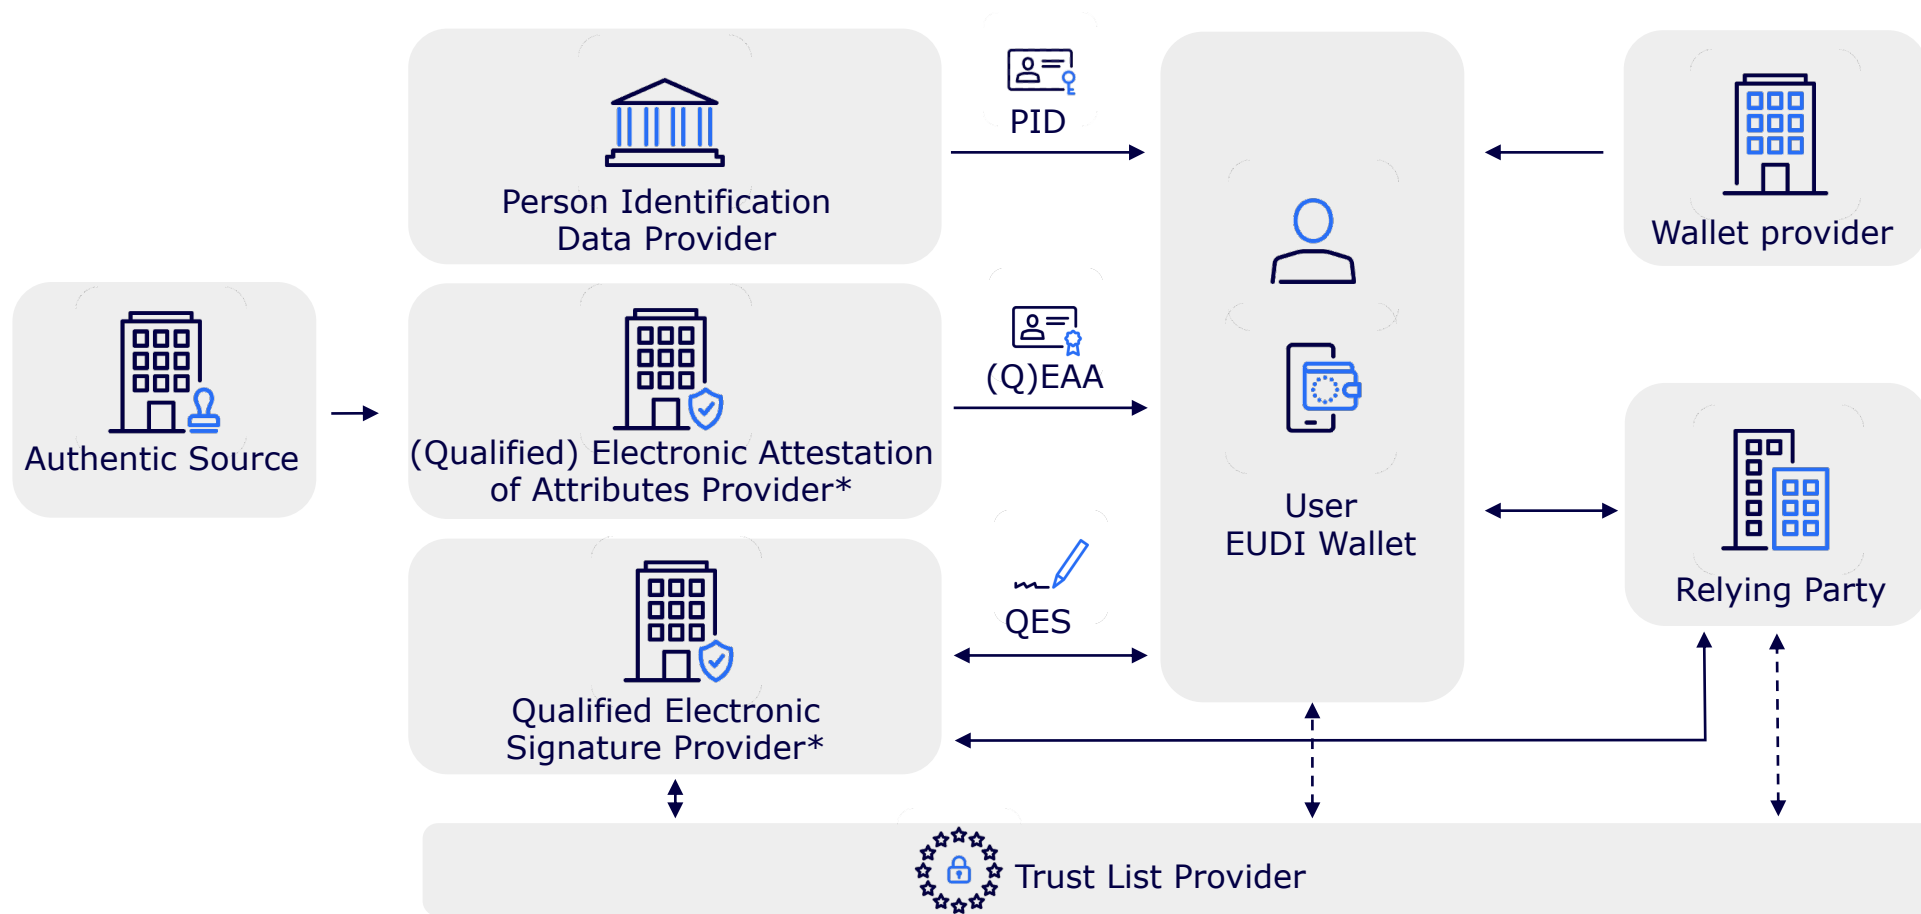 PID
Person Identification
Data Provider
Wallet provider
(Q)EAA
Authentic Source
(Qualified) Electronic Attestation
of Attributes Provider*
User
EUDI Wallet
Relying Party
QES
Qualified Electronic
Signature Provider*
Trust List Provider